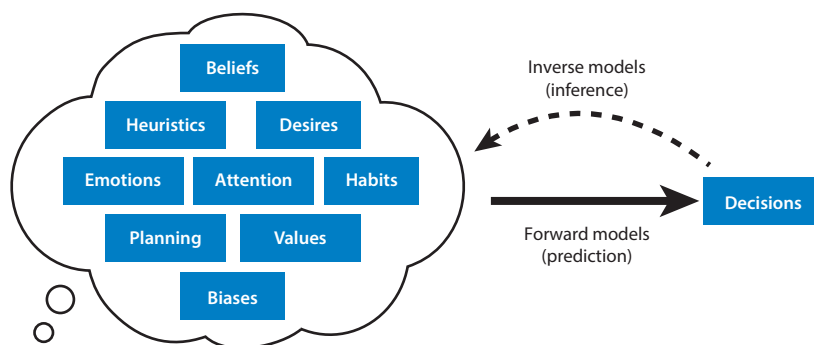 Beliefs
Heuristics
Desires
Emotions
Attention
Habits
Planning
Values
Biases
Inverse models
(inference)
Forward models
(prediction)
Decisions